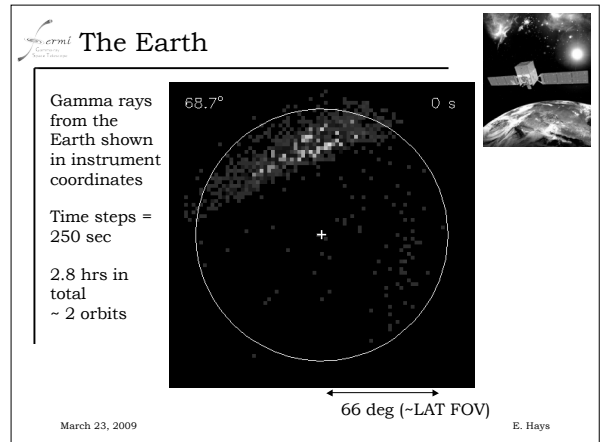 ermi
The Earth
Gamma rays
from the
Earth shown
in instrument
coordinates
Time steps =
250 sec
2.8 hrs in
total
~ 2 orbits
68.7°
0 s
66 deg (~LAT FOV)
March 23, 2009
E. Hays